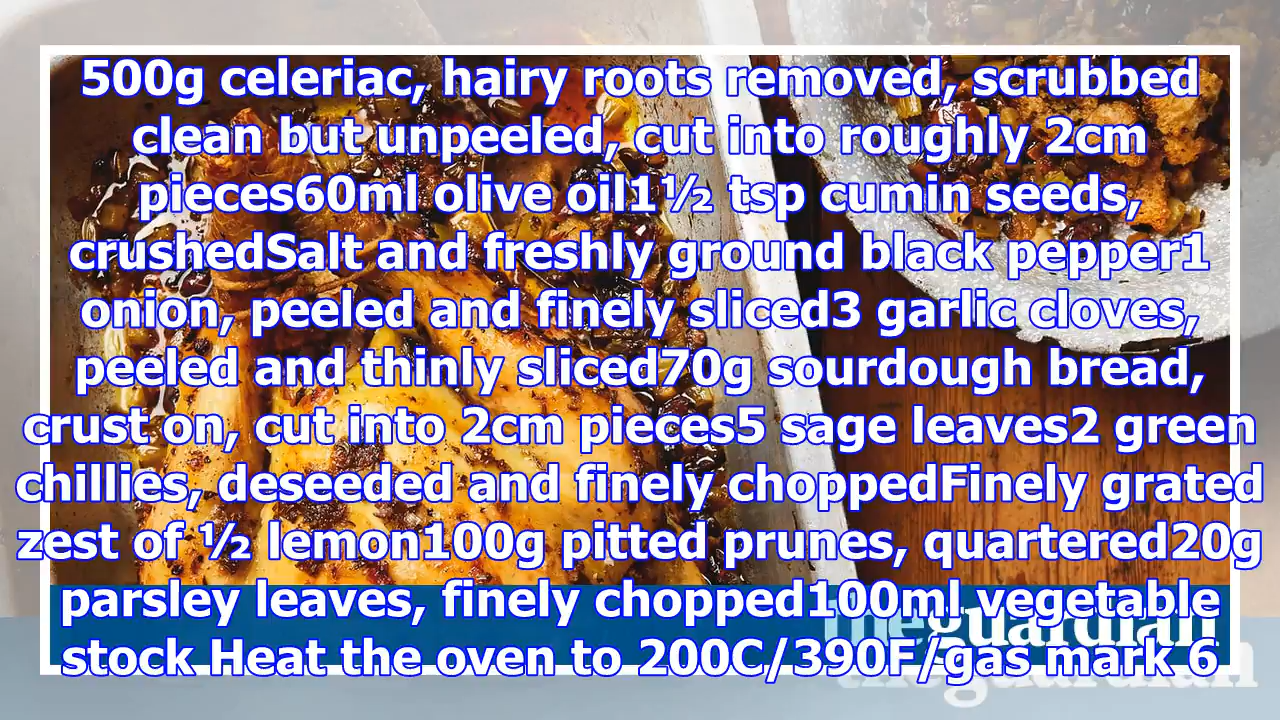 500g celeriac, hairy roots removed, scrubbed
clean but unpeeled, cut into roughly 2cm
pieces60ml olive oil1½ tsp cumin seeds,
crushedSalt and freshly ground black pepper1
onion, peeled and finely sliced3 garlic cloves,
peeled and thinly sliced70g sourdough bread,
crust on, cut into 2cm pieces5 sage leaves2 green
chillies, deseeded and finely choppedFinely grated
zest of ½ lemon100g pitted prunes, quartered20g
parsley leaves, finely chopped100ml vegetable
stock Heat the oven to 200C/390F/gas mark 6
theguardian
theguardian